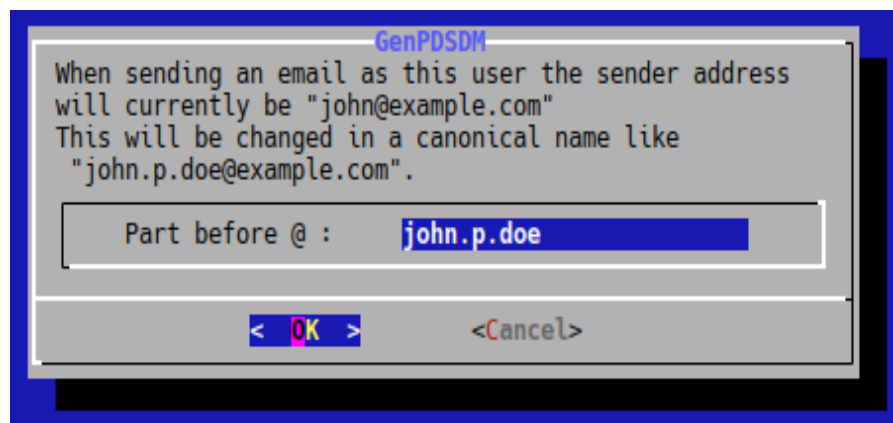 GenPDSDM
When sending an email as this user the sender address
will currently be "john@example.com"
This will be changed in a canonical name like
"john.p.doe@example.com".
Part before @ : john.p.doe
< OK > <Cancel>